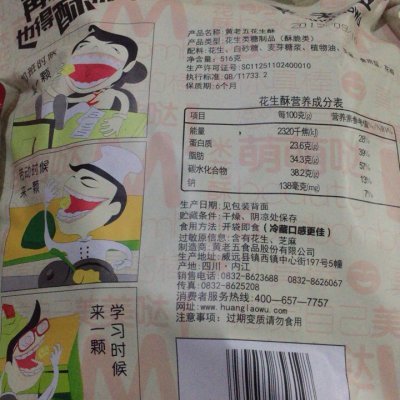 也得酥
一颗
劳动时候
来一颗
学习时候
来一颗
产品名称：黄老五花生酥
产品类型：花生类糖制品（酥脆类）
配料：花生、白砂糖、麦芽糖浆、植物油、
净含量：516克
生产许可证号：SC11251102400010
执行标准：QB/T1733.2
保质期：6个月
花生酥营养成分表
项目 每100克(g) 营养素参考值%
能量 2320千焦(kJ) 28%
蛋白质 23.6克(g) 39%
脂肪 34.3克(g) 57%
碳水化合物 38.2克(g) 13%
钠 138毫克(mg) 7%
生产日期：见包装背面
贮藏条件：干燥、阴凉处保存
食用方法：开袋即食（冷藏口感更佳）
过敏原信息：含有花生、芝麻
制造商：黄老五食品股份有限公司
生产地址：威远县镇西镇中心街197号5幢
产地：四川·内江
销售电话：0832-8623688 0832-8626067
传真：0832-8625208
消费者服务热线：400-657-7757
http：www.huanglaowu.com
注意事项：过期变质请勿食用